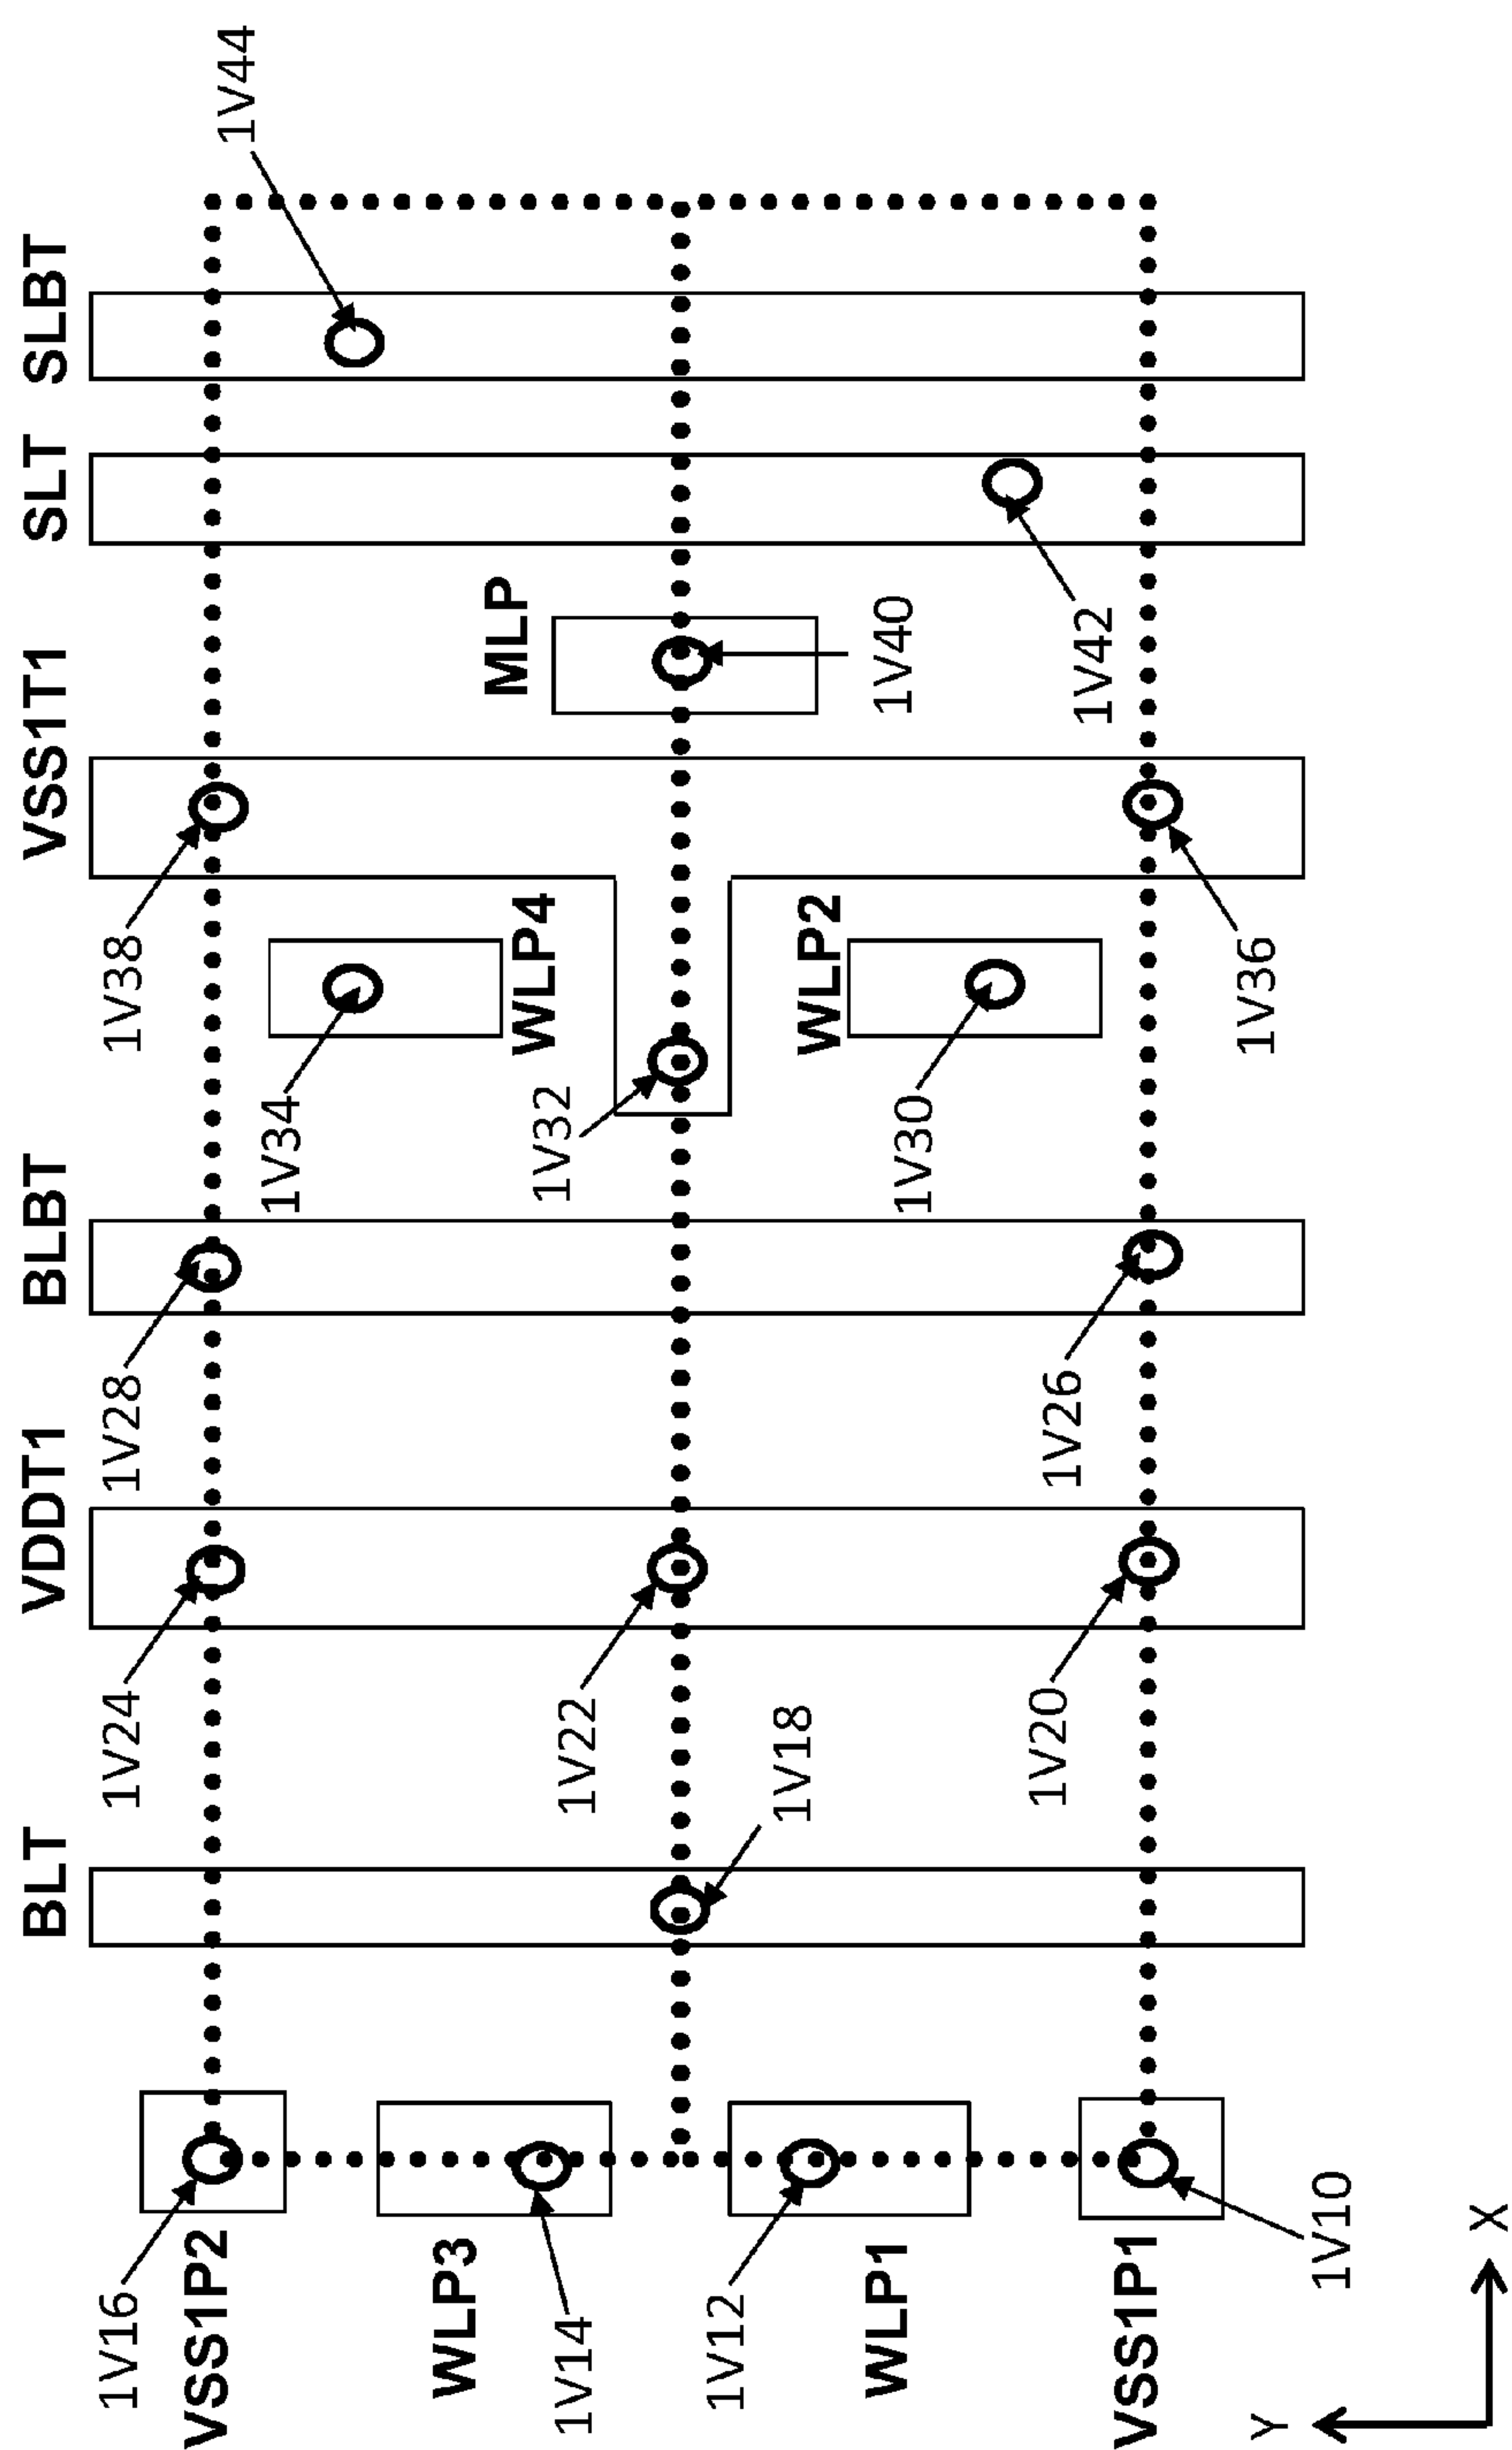 BLT
VDDT1
BLBT
VSS1T1
SLT
SLBT
1V16
VSS1P2
1V24
1V28
1V38
1V44
WLP3
1V14
1V22
1V34
1V32
WLP4
MLP
1V12
WLP1
1V18
1V30
WLP2
1V40
VSS1P1
1V10
1V20
1V26
1V36
1V42
Y
X